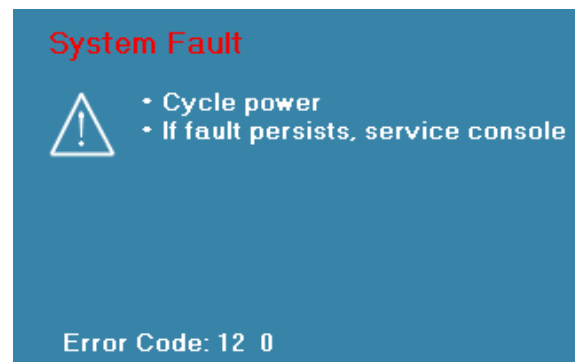 System Fault
• Cycle power
• If fault persists, service console
Error Code: 12 0